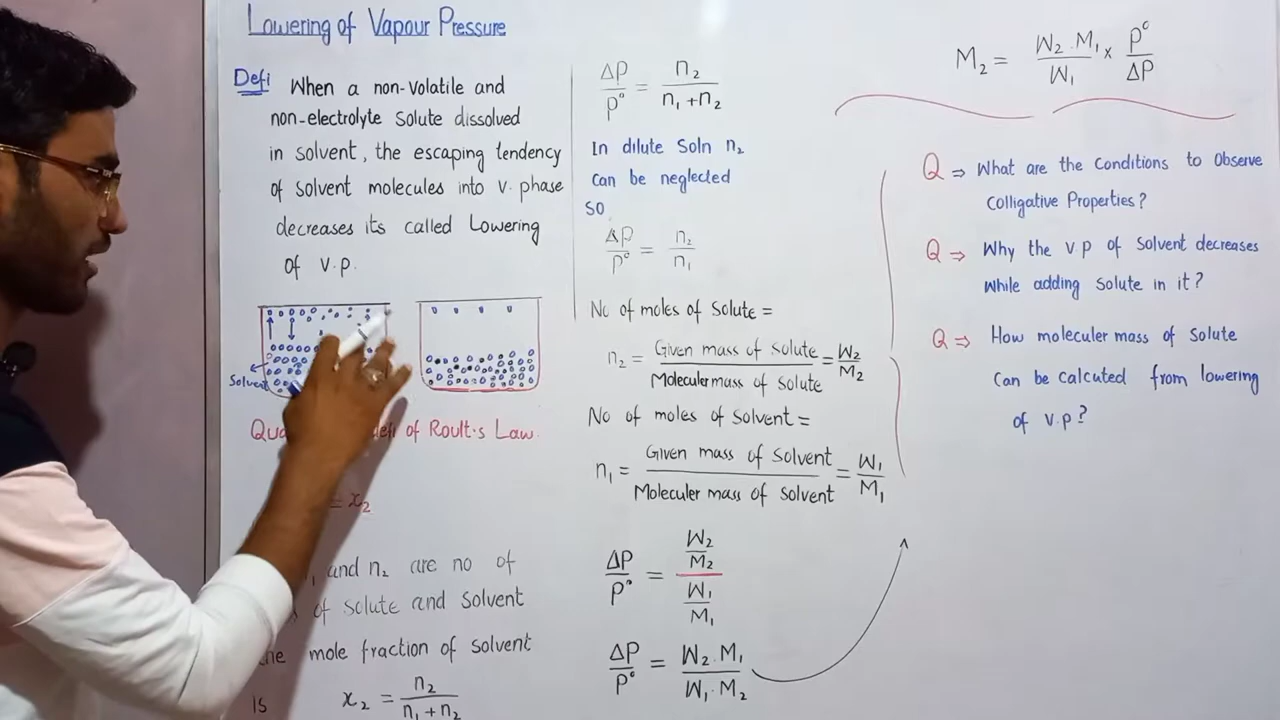 Lowering of Vapour Pressure
Defi When a non-volatile and
non-electrolyte Solute dissolved
in solvent, the escaping tendency
of solvent molecules into v. phase
decreases its called Lowering
of v.p.
Solvent
of Roult.s Law.
= x₂
and n₂ are no of
of solute and solvent
mole fraction of solvent
is x₂ = n₂/(n₁+n₂)
ΔP/P° = n₂/(n₁+n₂)
In dilute Soln n₂
Can be neglected
SO
ΔP/P° = n₂/n₁
No of moles of Solute =
n₂ = Given mass of solute/Moleculer mass of solute = W₂/M₂
No of moles of Solvent =
n₁ = Given mass of Solvent/Moleculer mass of Solvent = W₁/M₁
ΔP/P° = (W₂/M₂)/(W₁/M₁)
ΔP/P° = W₂.M₁/W₁.M₂
M₂ = W₂.M₁/W₁ × P°/ΔP
Q ⇒ What are the Conditions to Observe
Colligative Properties?
Q ⇒ Why the v.p of Solvent decreases
while adding Solute in it?
Q ⇒ How moleculer mass of Solute
Can be calcuted from lowering
of v.p?